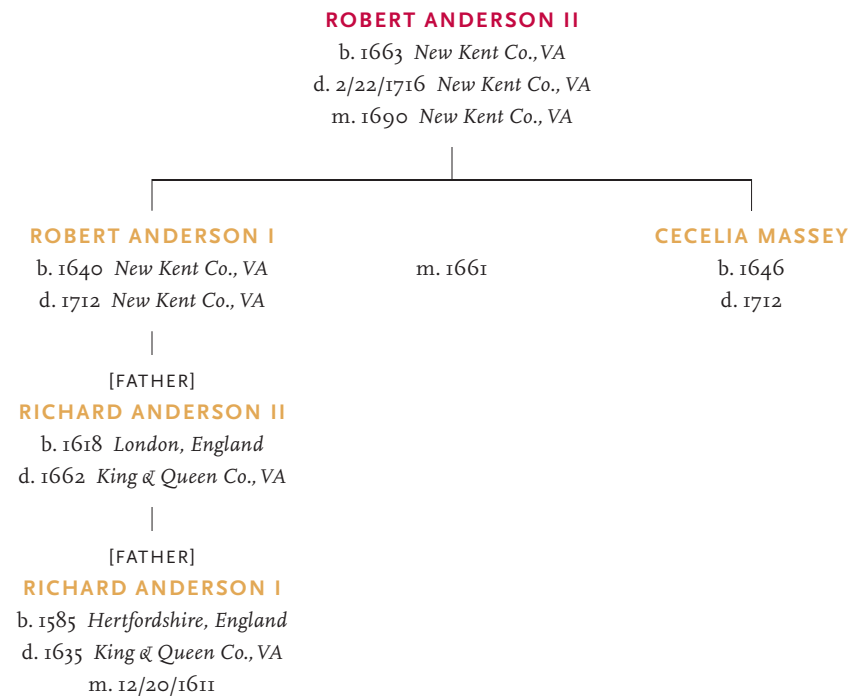 ROBERT ANDERSON II
b. 1663 New Kent Co., VA
d. 2/22/1716 New Kent Co., VA
m. 1690 New Kent Co., VA
ROBERT ANDERSON I
b. 1640 New Kent Co., VA
d. 1712 New Kent Co., VA
m. 1661
CECELIA MASSEY
b. 1646
d. 1712
[FATHER]
RICHARD ANDERSON II
b. 1618 London, England
d. 1662 King & Queen Co., VA
[FATHER]
RICHARD ANDERSON I
b. 1585 Hertfordshire, England
d. 1635 King & Queen Co., VA
m. 12/20/1611